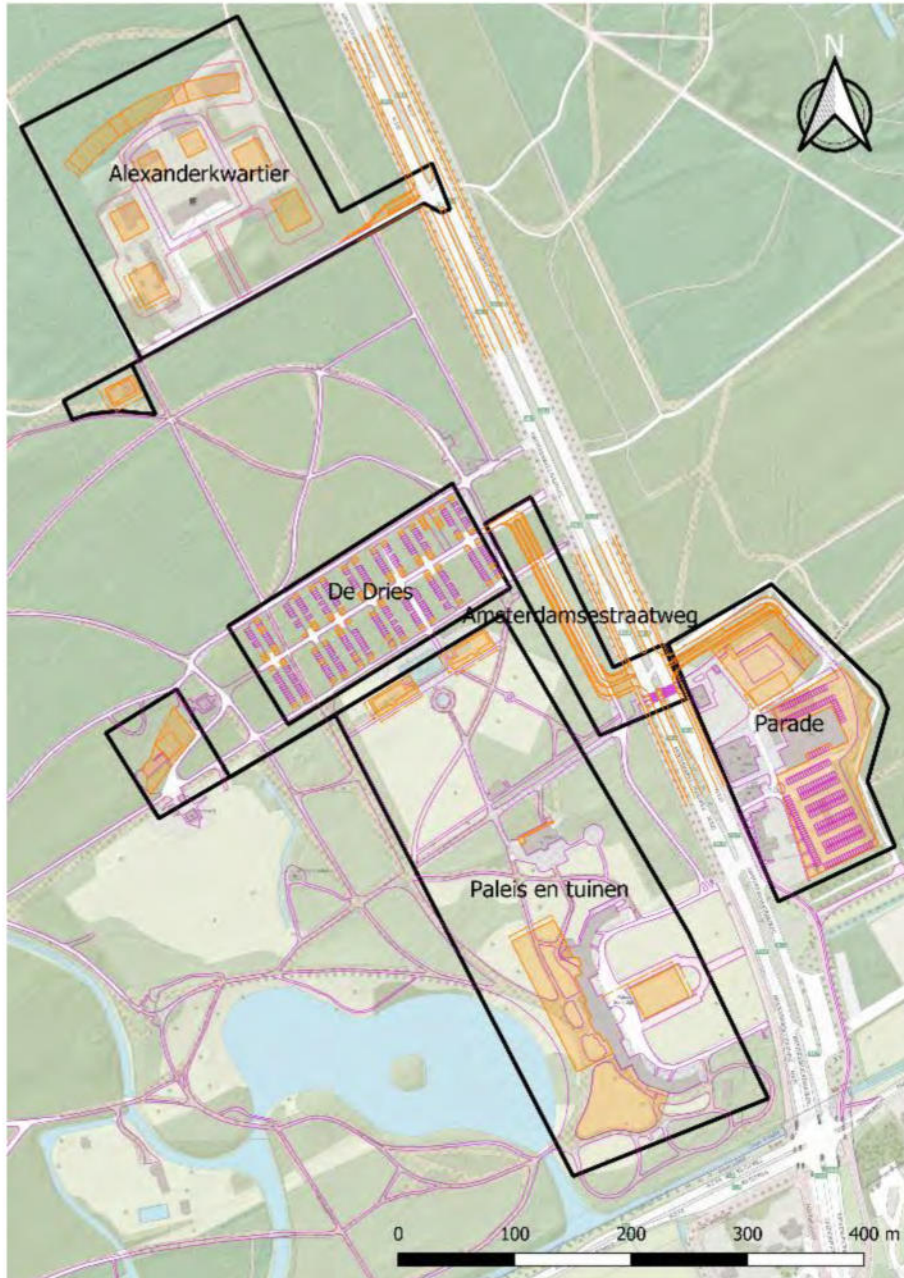 N
Alexanderkwartier
De Dries
Amsterdamsestraatweg
Parade
Paleis en tuinen
0 100 200 300 400 m